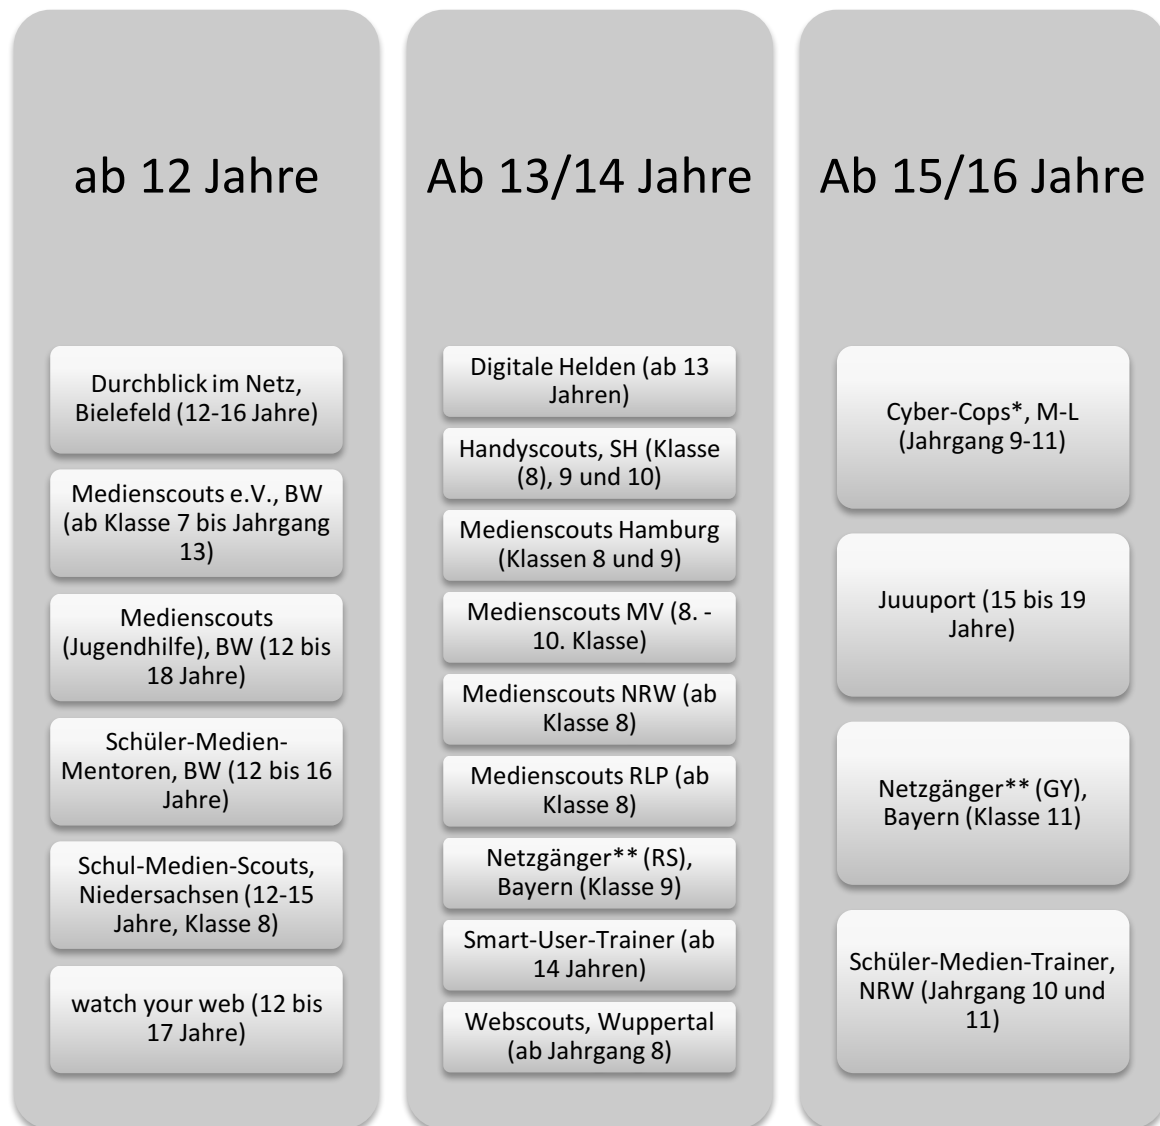 ab 12 Jahre
Durchblick im Netz,
Bielefeld (12-16 Jahre)
Medienscouts e.V., BW
(ab Klasse 7 bis Jahrgang
13)
Medienscouts
(Jugendhilfe), BW (12 bis
18 Jahre)
Schüler-Medien-
Mentoren, BW (12 bis 16
Jahre)
Schul-Medien-Scouts,
Niedersachsen (12-15
Jahre, Klasse 8)
watch your web (12 bis
17 Jahre)
Ab 13/14 Jahre
Digitale Helden (ab 13
Jahren)
Handyscouts, SH (Klasse
(8), 9 und 10)
Medienscouts Hamburg
(Klassen 8 und 9)
Medienscouts MV (8. -
10. Klasse)
Medienscouts NRW (ab
Klasse 8)
Medienscouts RLP (ab
Klasse 8)
Netzgänger** (RS),
Bayern (Klasse 9)
Smart-User-Trainer (ab
14 Jahren)
Webscouts, Wuppertal
(ab Jahrgang 8)
Ab 15/16 Jahre
Cyber-Cops*, M-L
(Jahrgang 9-11)
Juuuport (15 bis 19
Jahre)
Netzgänger** (GY),
Bayern (Klasse 11)
Schüler-Medien-Trainer,
NRW (Jahrgang 10 und
11)